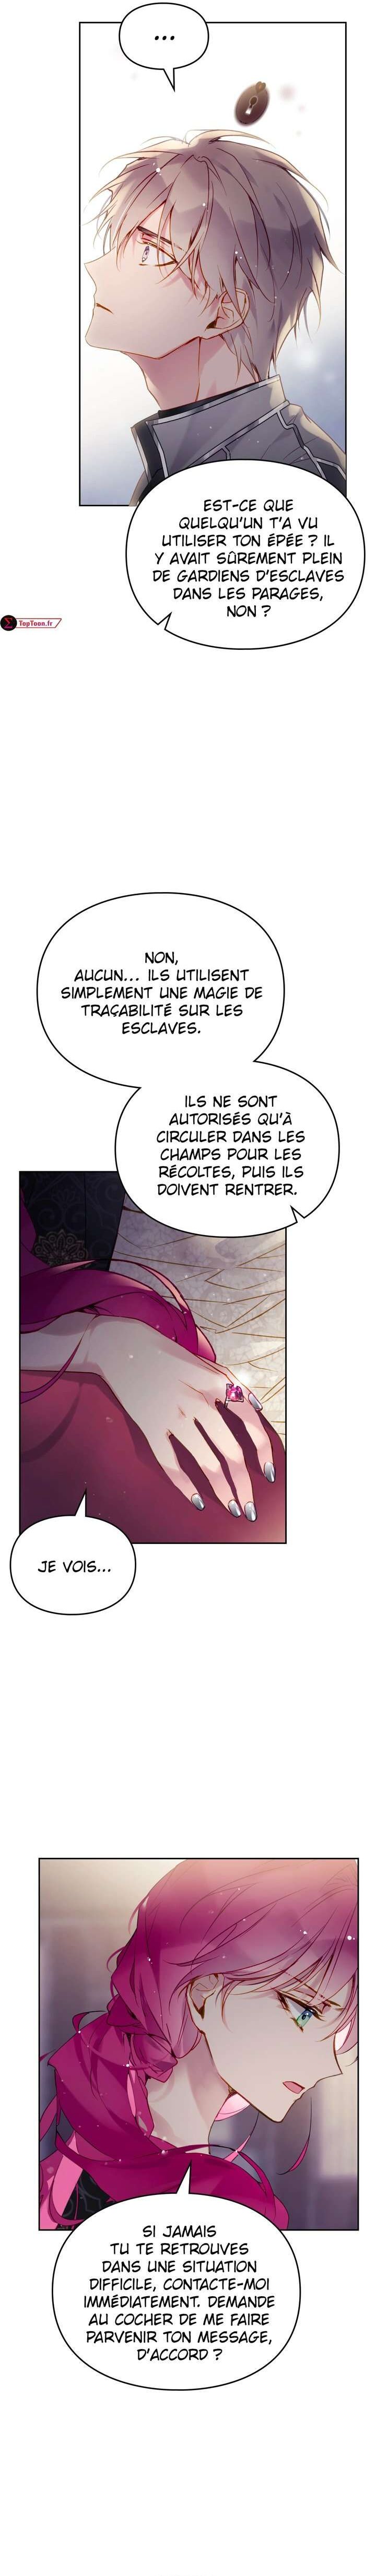 ...
EST-CE QUE
QUELQU'UN T'A VU
UTILISER TON ÉPÉE ? IL
Y AVAIT SÛREMENT PLEIN
DE GARDIENS D'ESCLAVES
DANS LES PARAGES,
NON ?
TopToon.fr
NON,
AUCUN... ILS UTILISENT
SIMPLEMENT UNE MAGIE DE
TRAÇABILITÉ SUR LES
ESCLAVES.
ILS NE SONT
AUTORISÉS QU'À
CIRCULER DANS LES
CHAMPS POUR LES
RÉCOLTES, PUIS ILS
DOIVENT RENTRER.
JE VOIS...
SI JAMAIS
TU TE RETROUVES
DANS UNE SITUATION
DIFFICILE, CONTACTE-MOI
IMMÉDIATEMENT. DEMANDE
AU COCHER DE ME FAIRE
PARVENIR TON MESSAGE,
D'ACCORD ?